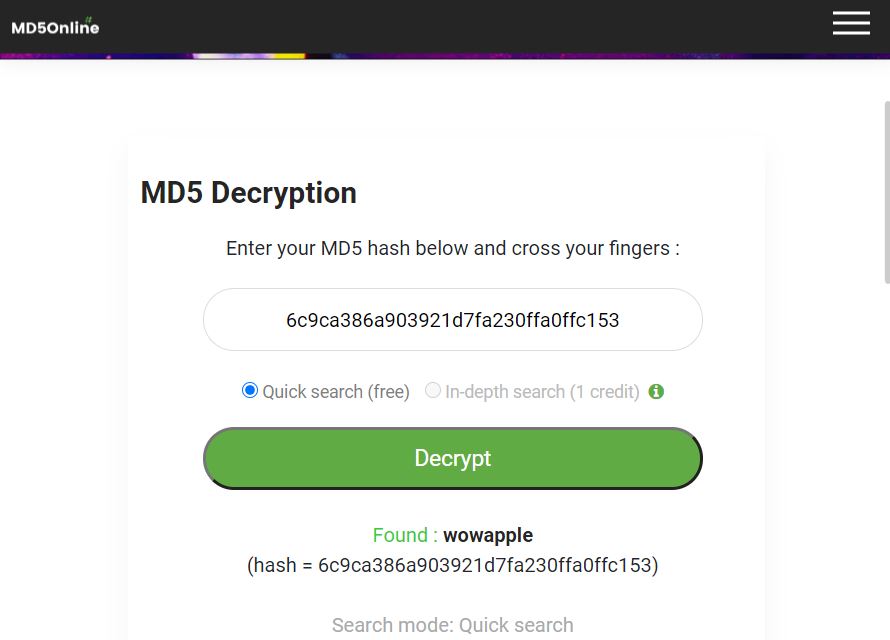 MD5Online#
MD5 Decryption
Enter your MD5 hash below and cross your fingers :
6c9ca386a903921d7fa230ffa0ffc153
Quick search (free) In-depth search (1 credit) i
Decrypt
Found : wowapple
(hash = 6c9ca386a903921d7fa230ffa0ffc153)
Search mode: Quick search